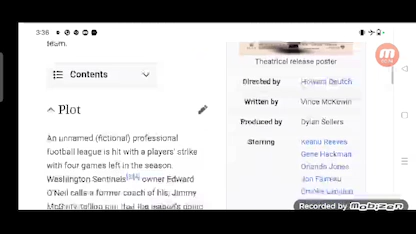 3:36
team.
Contents
Plot
An unnamed (fictional) professional
football league is hit with a players' strike
with four games left in the season.
Washington Sentinels owner Edward
O'Neil calls a former coach of his, Jimmy
Theatrical release poster
Directed by Howard Deutch
Written by Vince McKewin
Produced by Dylan Sellers
Starring Keanu Reeves
Gene Hackman
Orlando Jones
Jon Favreau
Brooke Langton
Recorded by mobizen